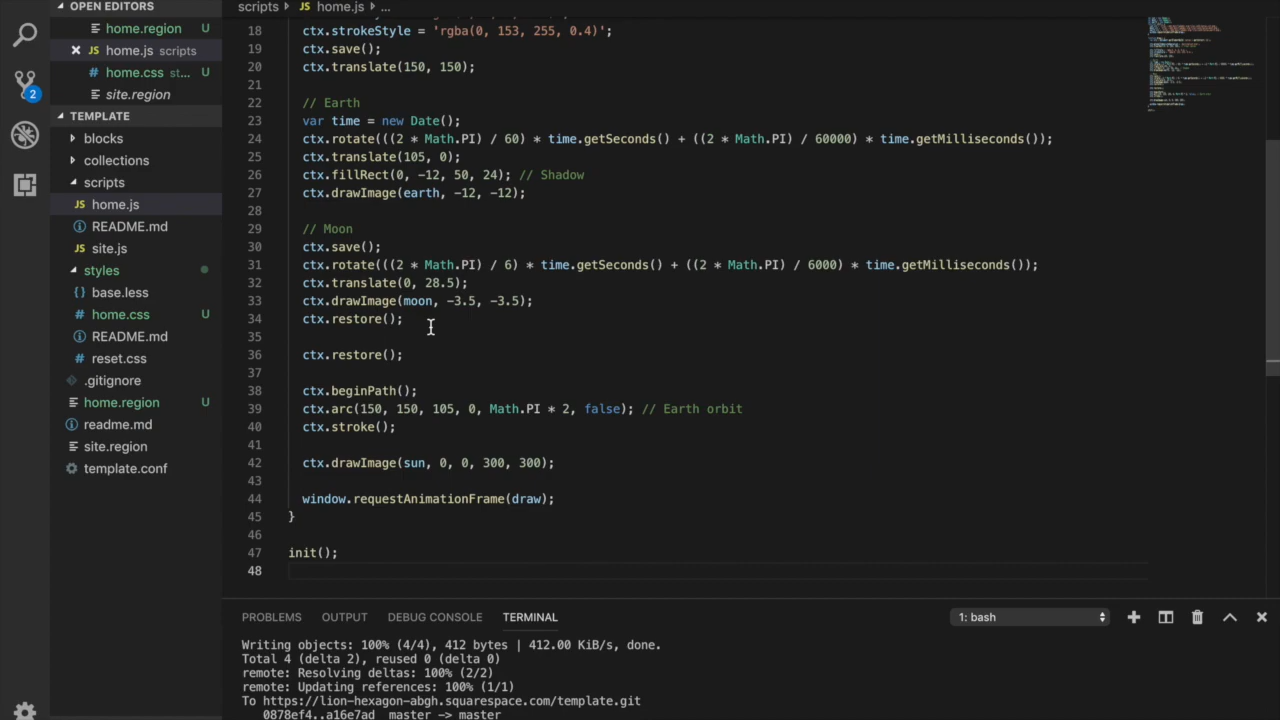 OPEN EDITORS
home.region U
home.js scripts
home.css st... U
site.region
TEMPLATE
blocks
collections
scripts
home.js
README.md
site.js
styles
base.less
home.css U
README.md
reset.css
.gitignore
home.region U
readme.md
site.region
template.conf
2
scripts home.js ...
18 ctx.strokeStyle = 'rgba(0, 153, 255, 0.4)';
19 ctx.save();
20 ctx.translate(150, 150);
21
22 // Earth
23 var time = new Date();
24 ctx.rotate(((2 * Math.PI) / 60) * time.getSeconds() + ((2 * Math.PI) / 60000) * time.getMilliseconds());
25 ctx.translate(105, 0);
26 ctx.fillRect(0, -12, 50, 24); // Shadow
27 ctx.drawImage(earth, -12, -12);
28
29 // Moon
30 ctx.save();
31 ctx.rotate(((2 * Math.PI) / 6) * time.getSeconds() + ((2 * Math.PI) / 6000) * time.getMilliseconds());
32 ctx.translate(0, 28.5);
33 ctx.drawImage(moon, -3.5, -3.5);
34 ctx.restore();
35
36 ctx.restore();
37
38 ctx.beginPath();
39 ctx.arc(150, 150, 105, 0, Math.PI * 2, false); // Earth orbit
40 ctx.stroke();
41
42 ctx.drawImage(sun, 0, 0, 300, 300);
43
44 window.requestAnimationFrame(draw);
45 }
46
47 init();
48
PROBLEMS OUTPUT DEBUG CONSOLE TERMINAL 1: bash
Writing objects: 100% (4/4), 412 bytes | 412.00 KiB/s, done.
Total 4 (delta 2), reused 0 (delta 0)
remote: Resolving deltas: 100% (2/2)
remote: Updating references: 100% (1/1)
To https://lion-hexagon-abgh.squarespace.com/template.git
0878ef4..a16e7ad master -> master